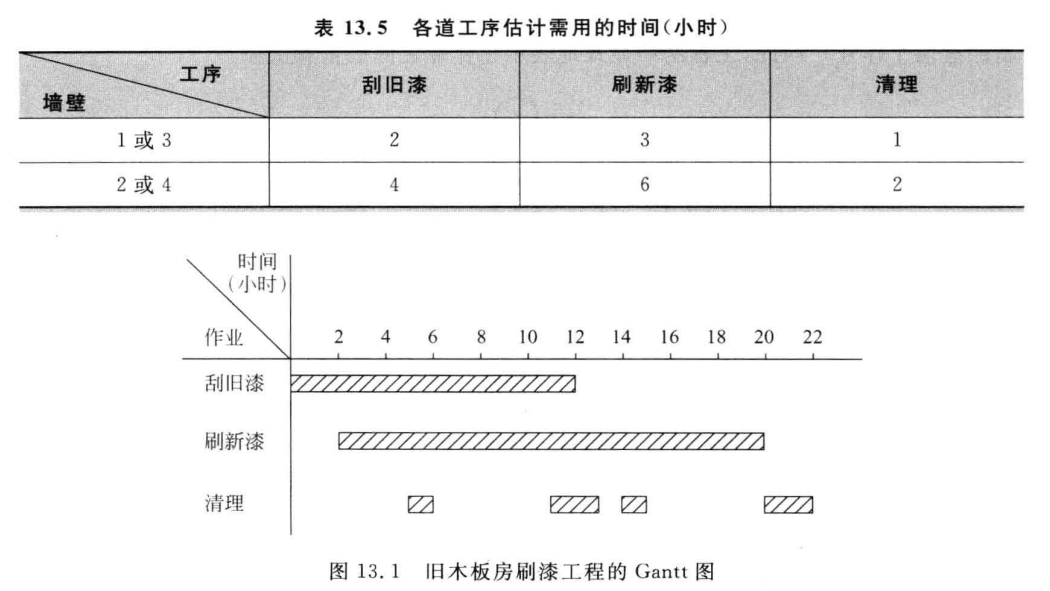 表 13.5 各道工序估计需用的时间(小时)
工序
墙壁
刮旧漆 刷新漆 清理
1 或 3 2 3 1
2 或 4 4 6 2
时间
(小时)
作业 2 4 6 8 10 12 14 16 18 20 22
刮旧漆
刷新漆
清理
图 13.1 旧木板房刷漆工程的 Gantt 图